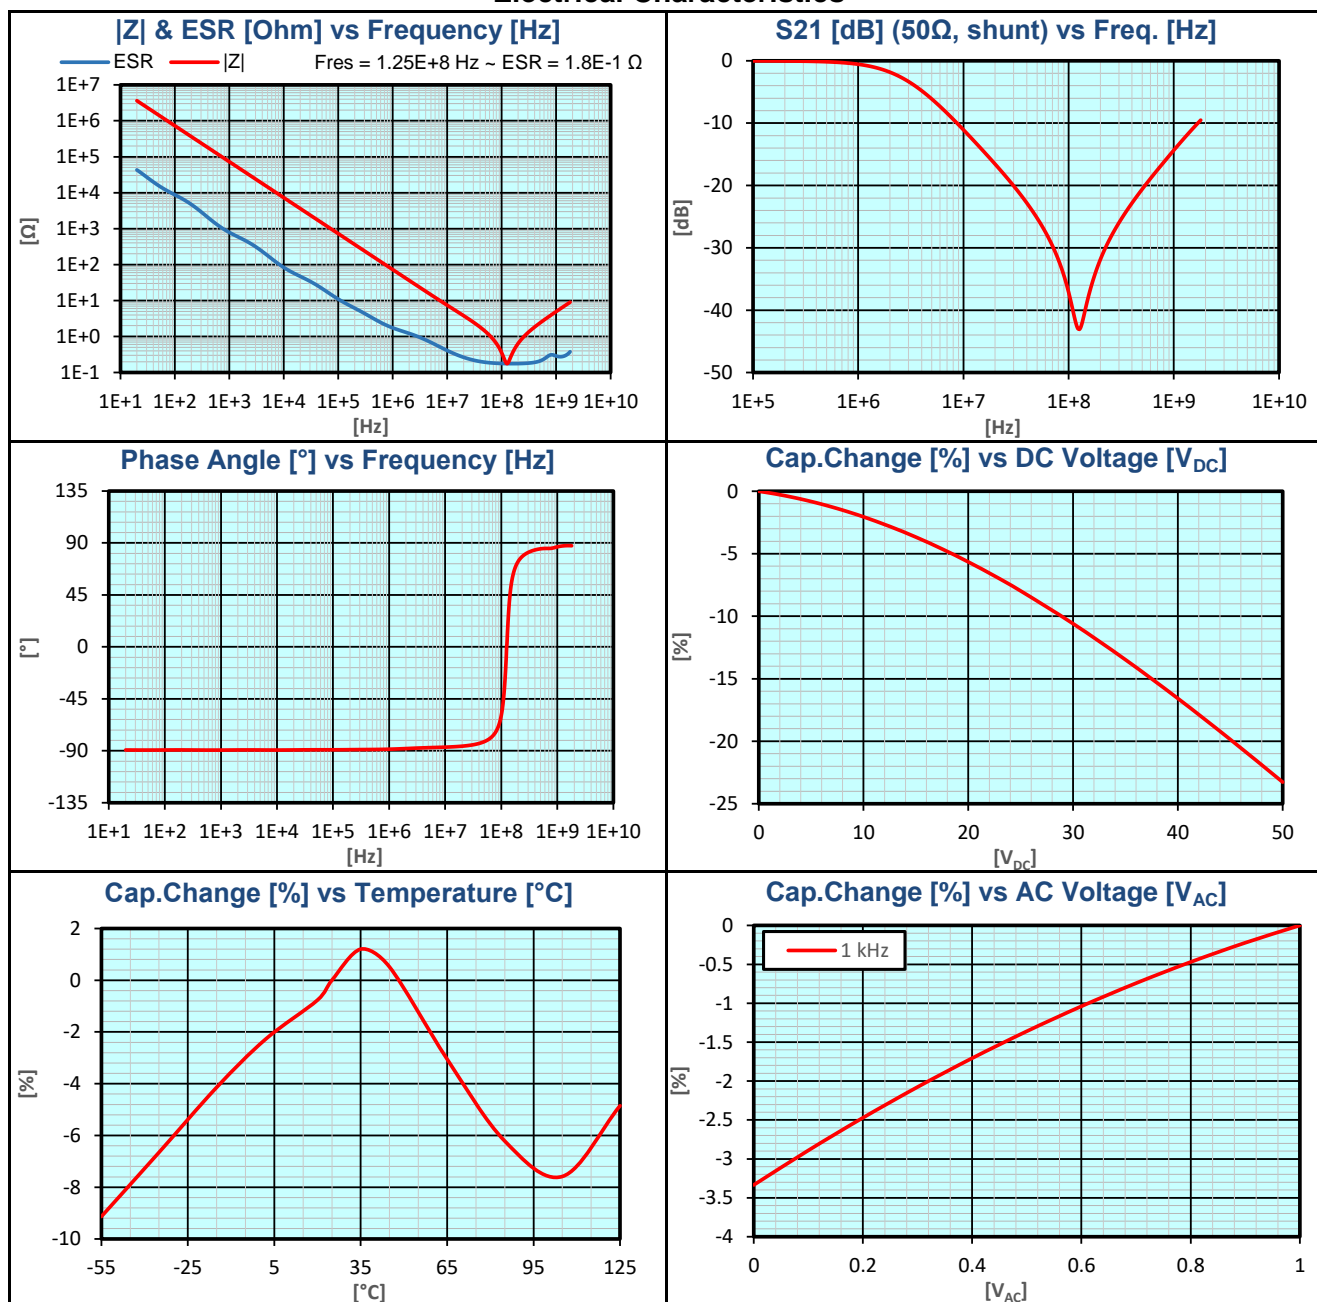 |Z| & ESR [Ohm] vs Frequency [Hz]
ESR |Z| Fres = 1.25E+8 Hz ~ ESR = 1.8E-1 Ω
1E+7
1E+6
1E+5
1E+4
1E+3
1E+2
1E+1
1E+0
1E-1
[Ω]
1E+1 1E+2 1E+3 1E+4 1E+5 1E+6 1E+7 1E+8 1E+9 1E+10
[Hz]
S21 [dB] (50Ω, shunt) vs Freq. [Hz]
0
-10
-20
-30
-40
-50
[dB]
1E+5 1E+6 1E+7 1E+8 1E+9 1E+10
[Hz]
Phase Angle [°] vs Frequency [Hz]
135
90
45
0
-45
-90
-135
[°]
1E+1 1E+2 1E+3 1E+4 1E+5 1E+6 1E+7 1E+8 1E+9 1E+10
[Hz]
Cap.Change [%] vs DC Voltage [VDC]
0
-5
-10
-15
-20
-25
[%]
0 10 20 30 40 50
[VDC]
Cap.Change [%] vs Temperature [°C]
2
0
-2
-4
-6
-8
-10
[%]
-55 -25 5 35 65 95 125
[°C]
Cap.Change [%] vs AC Voltage [VAC]
1 kHz
0
-0.5
-1
-1.5
-2
-2.5
-3
-3.5
-4
[%]
0 0.2 0.4 0.6 0.8 1
[VAC]